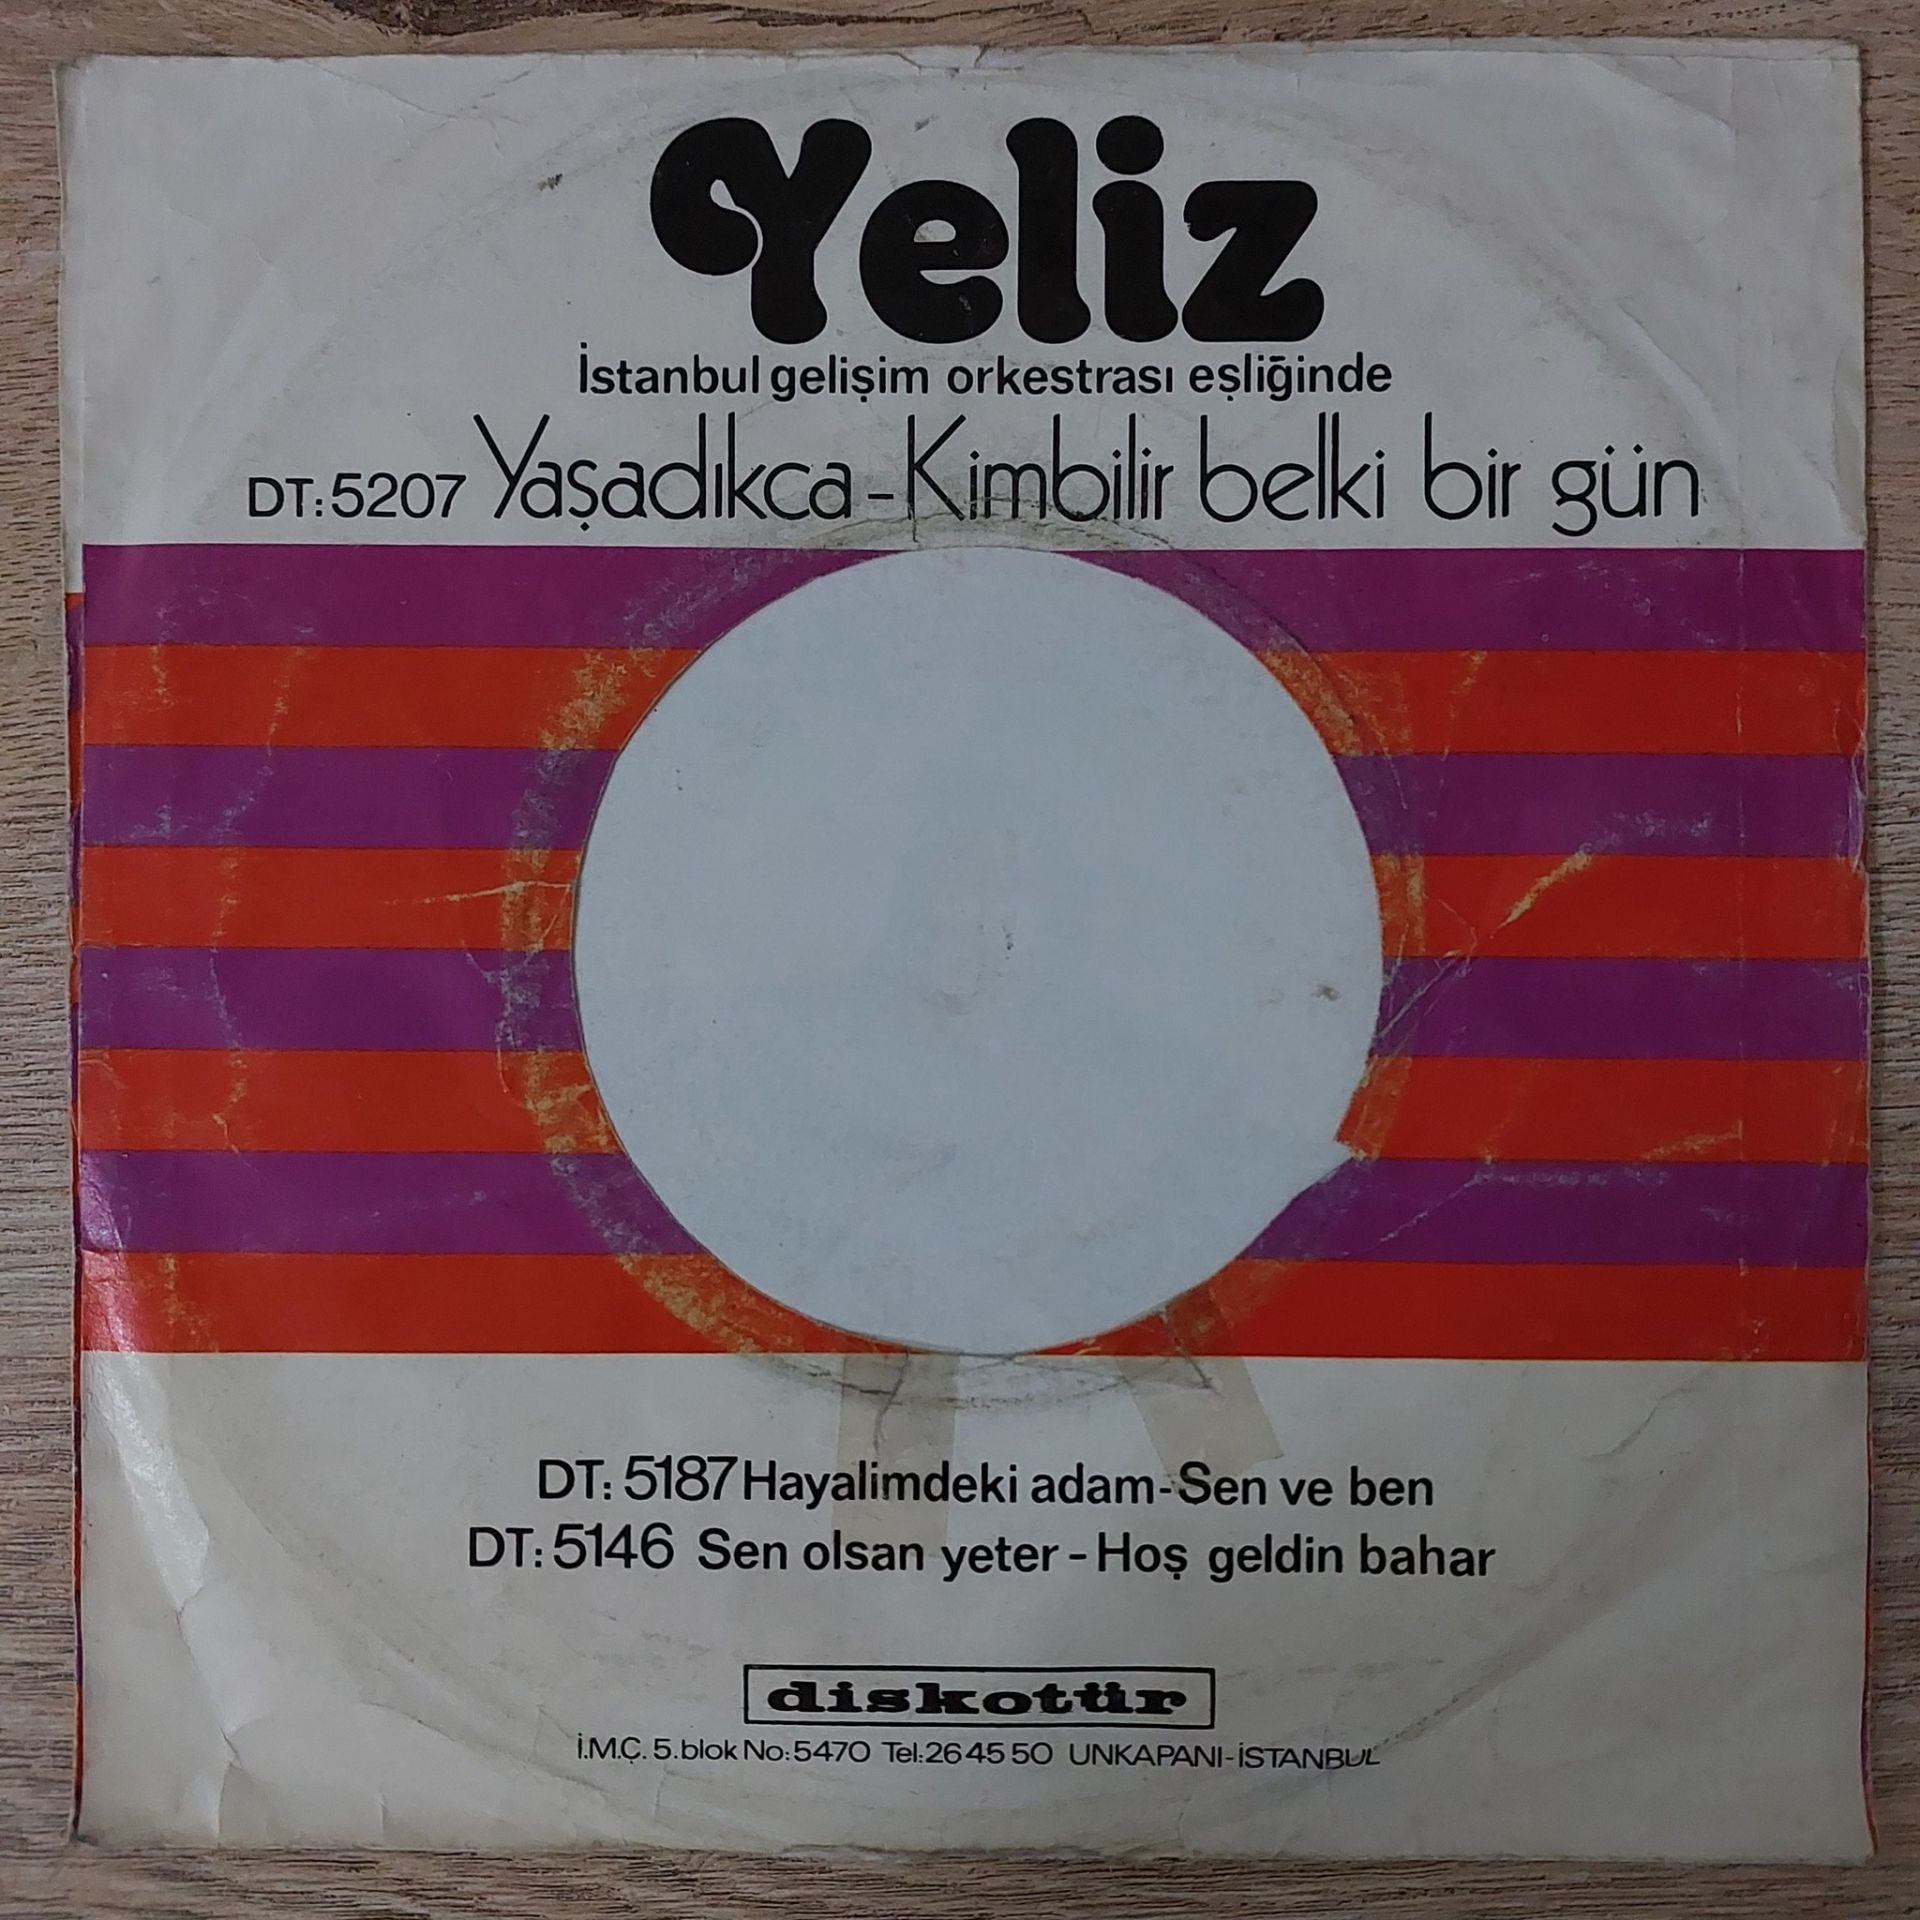 Yeliz
İstanbul gelişim orkestrası eşliğinde
DT: 5207 Yaşadıkca - Kimbilir belki bir gün
DT: 5187 Hayalimdeki adam - Sen ve ben
DT: 5146 Sen olsan yeter - Hoş geldin bahar
diskotür
İ.M.Ç. 5.blok No: 5470 Tel: 26 45 50 UNKAPANI-İSTANBUL